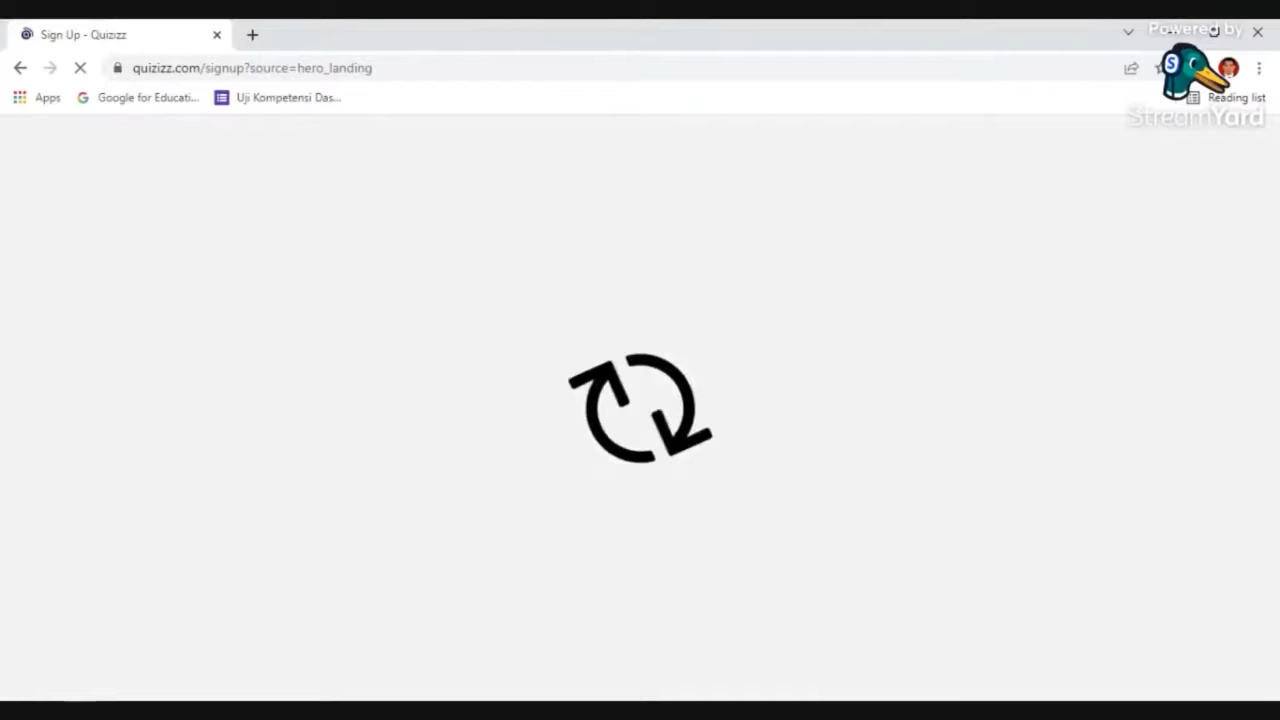 Sign Up - Quizizz
Powered by
quizizz.com/signup?source=hero_landing
S
Apps
Google for Educati...
Uji Kompetensi Das...
Reading list
StreamYard